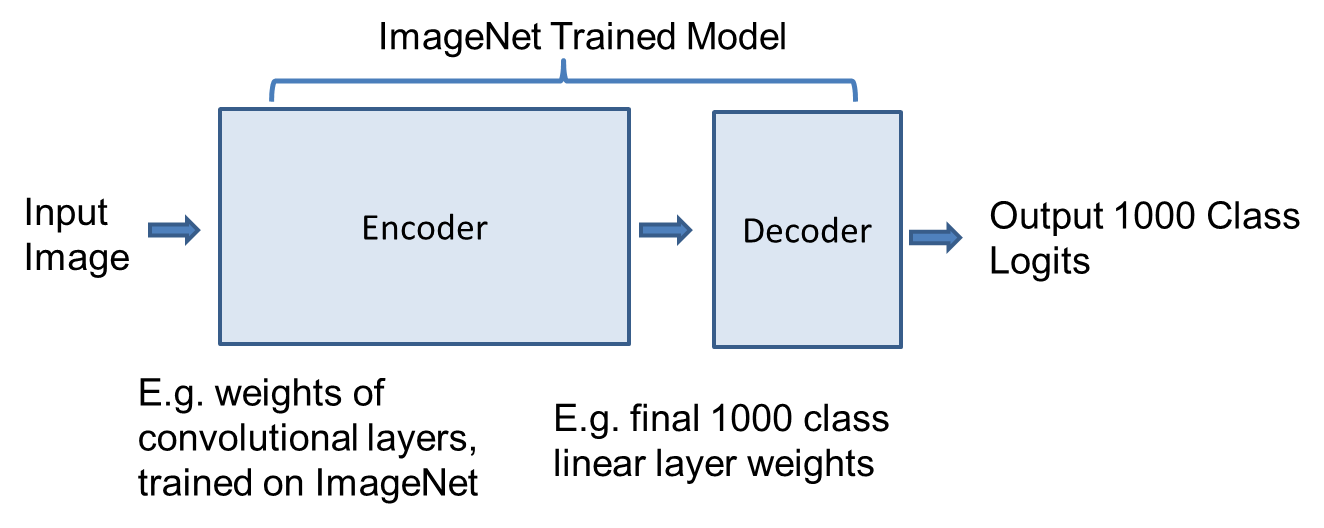 ImageNet Trained Model
Input
Image
Encoder
Decoder
Output 1000 Class
Logits
E.g. weights of
convolutional layers,
trained on ImageNet
E.g. final 1000 class
linear layer weights